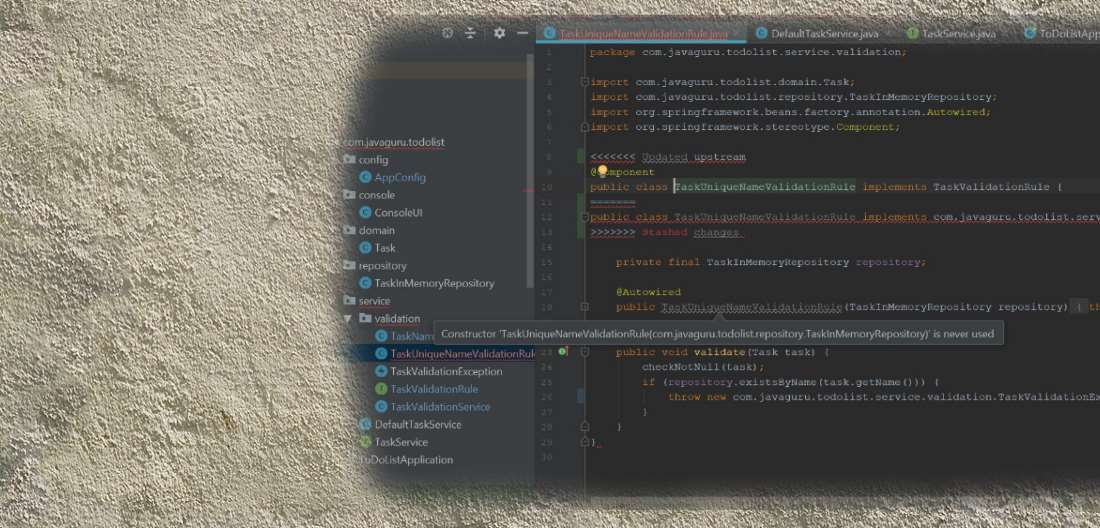 TaskUniqueNameValidationRule.java
DefaultTaskService.java
TaskService.java
ToDoListApp
com.javaguru.todolist
config
AppConfig
console
ConsoleUI
domain
Task
repository
TaskInMemoryRepository
service
validation
TaskNam
TaskUniqueNameValidationRul
TaskValidationException
TaskValidationRule
TaskValidationService
DefaultTaskService
TaskService
ToDoListApplication
1 package com.javaguru.todolist.service.validation;
2
3 import com.javaguru.todolist.domain.Task;
4 import com.javaguru.todolist.repository.TaskInMemoryRepository;
5 import org.springframework.beans.factory.annotation.Autowired;
6 import org.springframework.stereotype.Component;
7
8 <<<<<<< Updated upstream
9 @Component
10 public class TaskUniqueNameValidationRule implements TaskValidationRule {
11 =======
12 public class TaskUniqueNameValidationRule implements com.javaguru.todolist.serv
13 >>>>>>> Stashed changes
14
15 private final TaskInMemoryRepository repository;
16
17 @Autowired
18 public TaskUniqueNameValidationRule(TaskInMemoryRepository repository) { th
Constructor 'TaskUniqueNameValidationRule(com.javaguru.todolist.repository.TaskInMemoryRepository)' is never used
23 public void validate(Task task) {
24 checkNotNull(task);
25 if (repository.existsByName(task.getName())) {
26 throw new com.javaguru.todolist.service.validation.TaskValidationEx
27 }
28 }
29 }
30